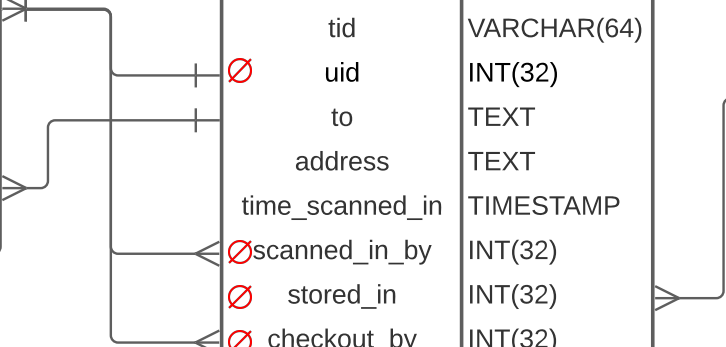 tid VARCHAR(64)
uid INT(32)
to TEXT
address TEXT
time_scanned_in TIMESTAMP
scanned_in_by INT(32)
stored_in INT(32)
checkout_by INT(32)